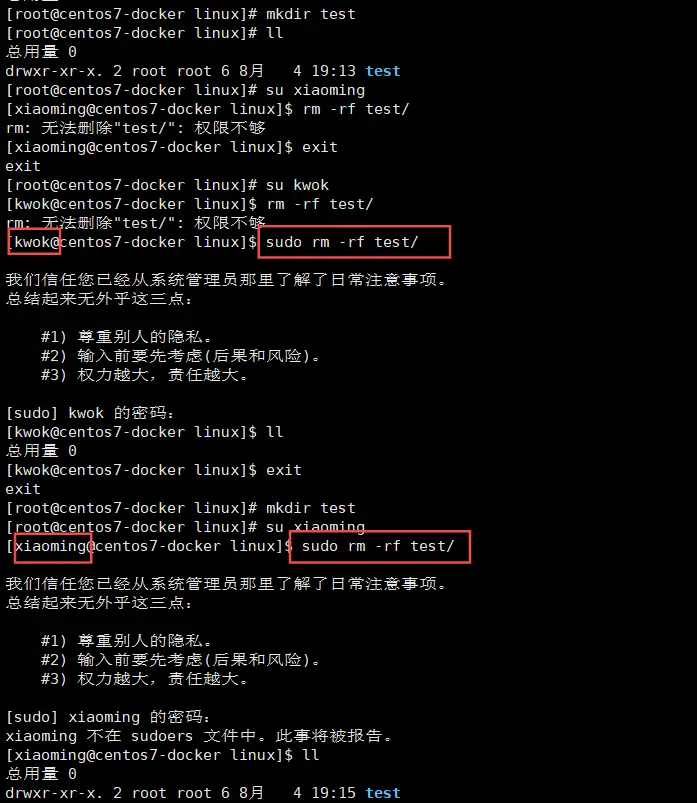 [root@centos7-docker linux]# mkdir test
[root@centos7-docker linux]# ll
总用量 0
drwxr-xr-x. 2 root root 6 8月   4 19:13 test
[root@centos7-docker linux]# su xiaoming
[xiaoming@centos7-docker linux]$ rm -rf test/
rm: 无法删除"test/": 权限不够
[xiaoming@centos7-docker linux]$ exit
exit
[root@centos7-docker linux]# su kwok
[kwok@centos7-docker linux]$ rm -rf test/
rm: 无法删除"test/": 权限不够
[kwok@centos7-docker linux]$ sudo rm -rf test/
我们信任您已经从系统管理员那里了解了日常注意事项。
总结起来无外乎这三点：
#1) 尊重别人的隐私。
#2) 输入前要先考虑(后果和风险)。
#3) 权力越大，责任越大。
[sudo] kwok 的密码：
[kwok@centos7-docker linux]$ ll
总用量 0
[kwok@centos7-docker linux]$ exit
exit
[root@centos7-docker linux]# mkdir test
[root@centos7-docker linux]# su xiaoming
[xiaoming@centos7-docker linux]$ sudo rm -rf test/
我们信任您已经从系统管理员那里了解了日常注意事项。
总结起来无外乎这三点：
#1) 尊重别人的隐私。
#2) 输入前要先考虑(后果和风险)。
#3) 权力越大，责任越大。
[sudo] xiaoming 的密码：
xiaoming 不在 sudoers 文件中。此事将被报告。
[xiaoming@centos7-docker linux]$ ll
总用量 0
drwxr-xr-x. 2 root root 6 8月   4 19:15 test